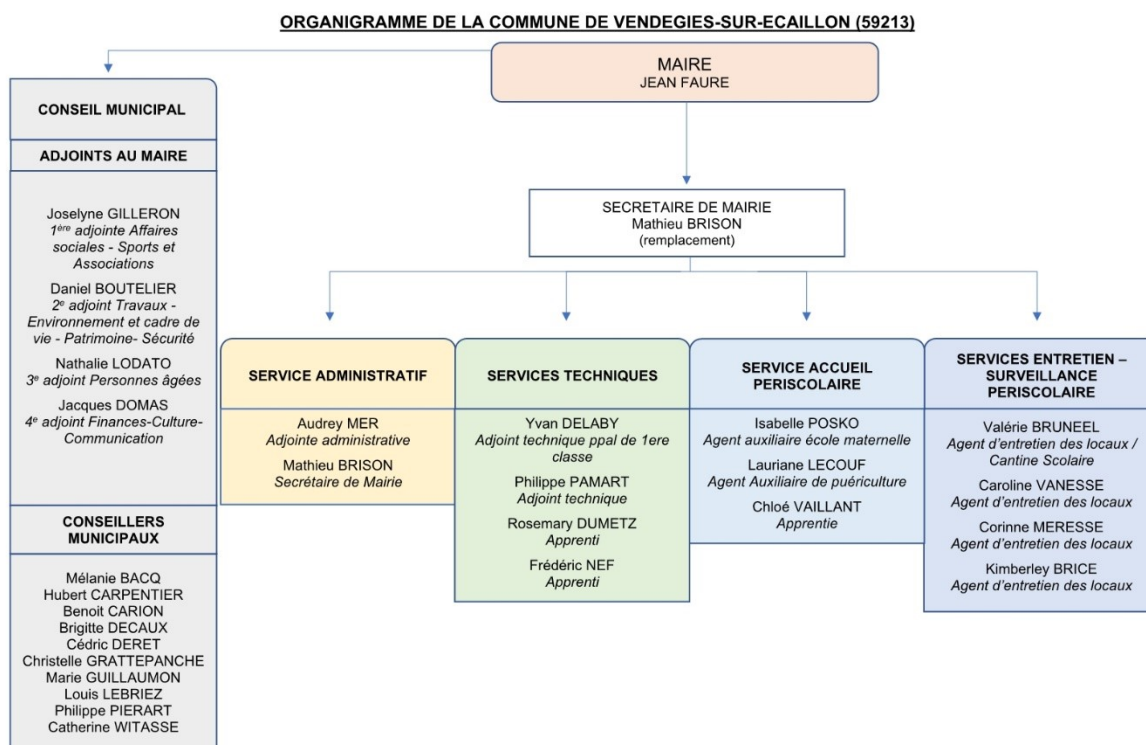 ORGANIGRAMME DE LA COMMUNE DE VENDEGIES-SUR-ECAILLON (59213)
MAIRE
JEAN FAURE
CONSEIL MUNICIPAL
ADJOINTS AU MAIRE
Joselyne GILLERON
1ère adjointe Affaires
sociales - Sports et
Associations
Daniel BOUTELIER
2e adjoint Travaux -
Environnement et cadre de
vie - Patrimoine- Sécurité
Nathalie LODATO
3e adjoint Personnes âgées
Jacques DOMAS
4e adjoint Finances-Culture-
Communication
CONSEILLERS
MUNICIPAUX
Mélanie BACQ
Hubert CARPENTIER
Benoit CARION
Brigitte DECAUX
Cédric DERET
Christelle GRATTEPANCHE
Marie GUILLAUMON
Louis LEBRIEZ
Philippe PIERART
Catherine WITASSE
SECRETAIRE DE MAIRIE
Mathieu BRISON
(remplacement)
SERVICE ADMINISTRATIF
Audrey MER
Adjointe administrative
Mathieu BRISON
Secrétaire de Mairie
SERVICES TECHNIQUES
Yvan DELABY
Adjoint technique ppal de 1ere
classe
Philippe PAMART
Adjoint technique
Rosemary DUMETZ
Apprenti
Frédéric NEF
Apprenti
SERVICE ACCUEIL
PERISCOLAIRE
Isabelle POSKO
Agent auxiliaire école maternelle
Lauriane LECOUF
Agent Auxiliaire de puériculture
Chloé VAILLANT
Apprentie
SERVICES ENTRETIEN –
SURVEILLANCE
PERISCOLAIRE
Valérie BRUNEEL
Agent d'entretien des locaux /
Cantine Scolaire
Caroline VANESSE
Agent d'entretien des locaux
Corinne MERESSE
Agent d'entretien des locaux
Kimberley BRICE
Agent d'entretien des locaux